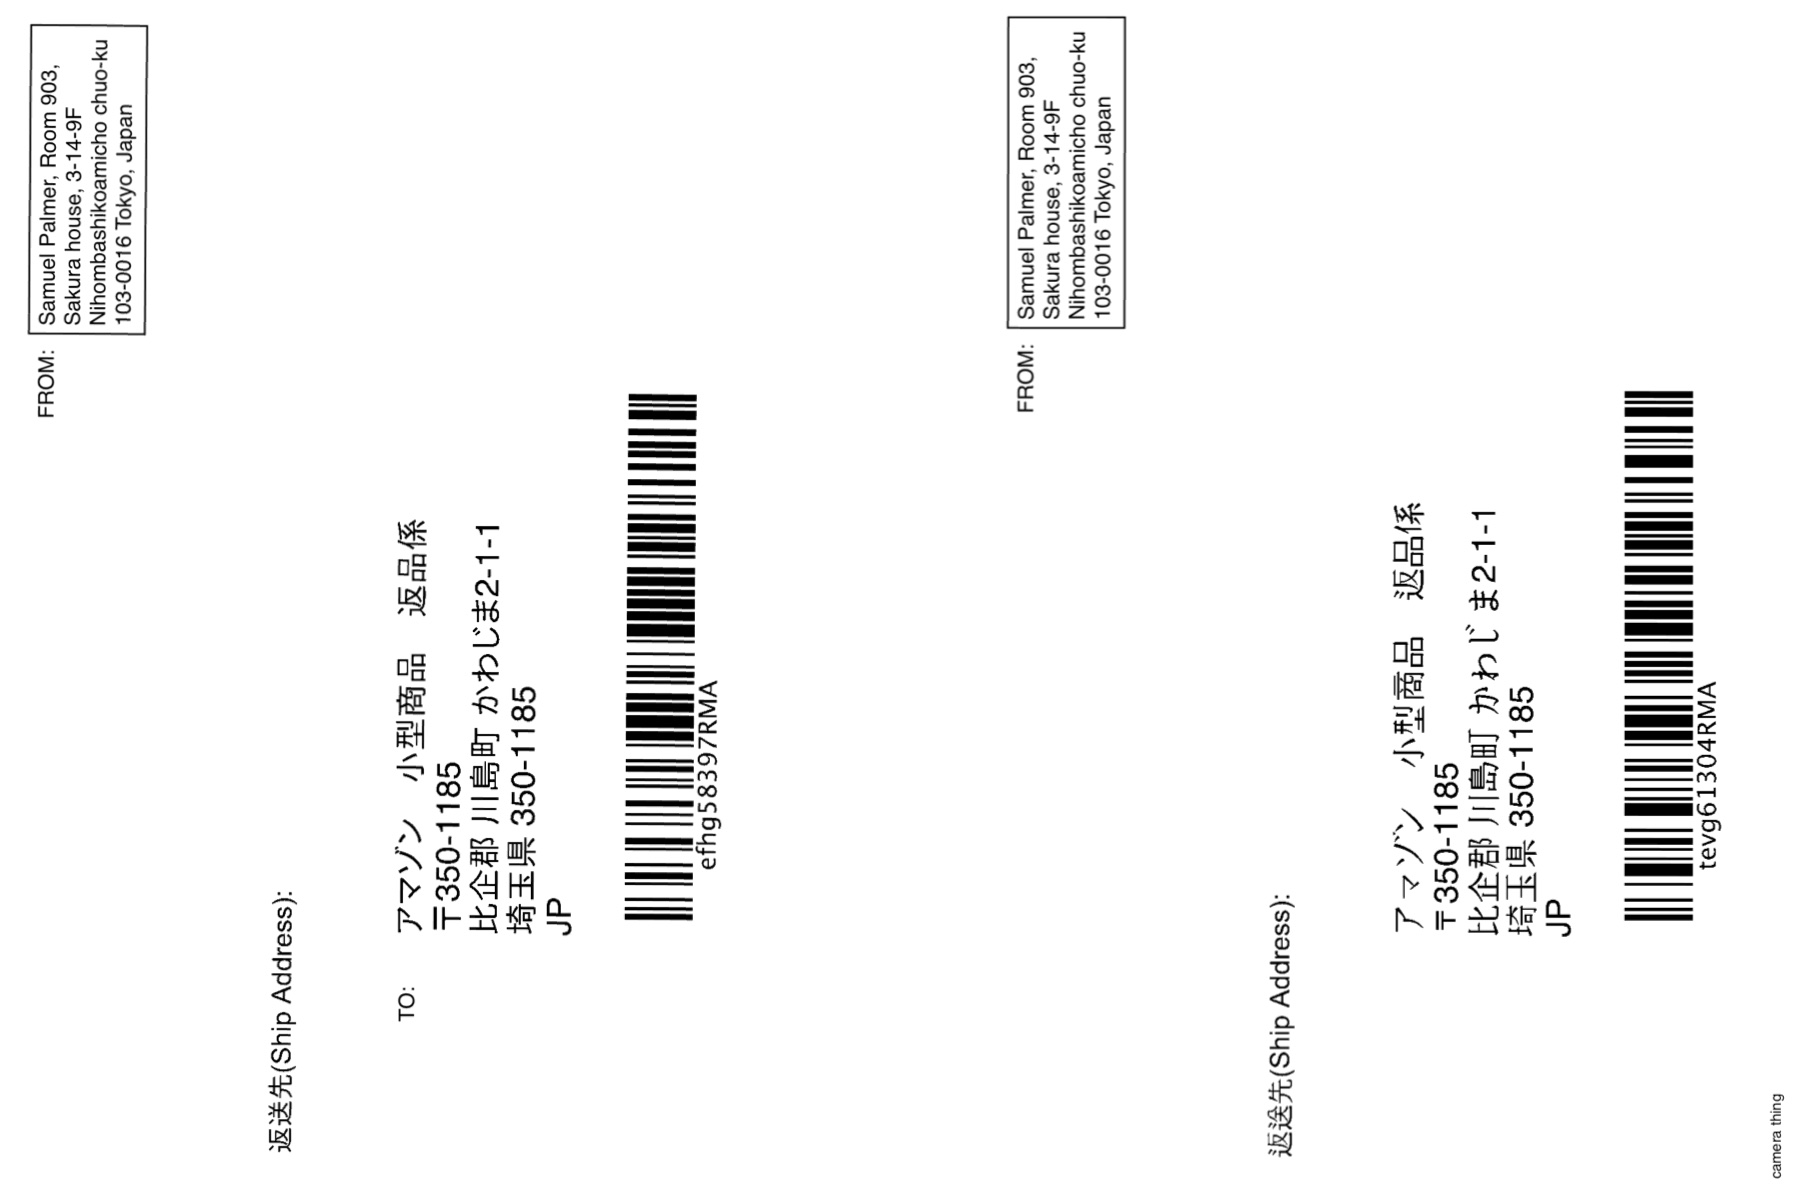 FROM:
Samuel Palmer, Room 903,
Sakura house, 3-14-9F
Nihombashikoamicho chuo-ku
103-0016 Tokyo, Japan
返送先(Ship Address):
TO:
アマゾン　小型商品　返品係
〒350-1185
比企郡 川島町 かわじま2-1-1
埼玉県 350-1185
JP
efhg58397RMA
FROM:
Samuel Palmer, Room 903,
Sakura house, 3-14-9F
Nihombashikoamicho chuo-ku
103-0016 Tokyo, Japan
返送先(Ship Address):
アマゾン　小型商品　返品係
〒350-1185
比企郡 川島町 かわじま2-1-1
埼玉県 350-1185
JP
tevg61304RMA
camera thing